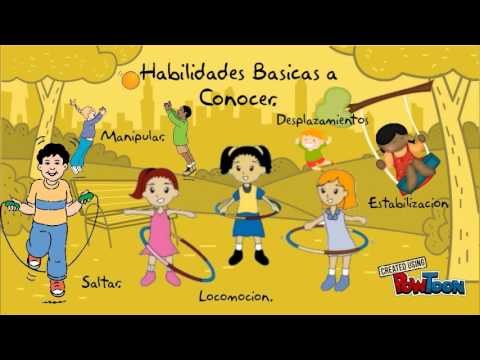 Habilidades Basicas a
Conocer.
Desplazamientos
Manipular.
Estabilizacion
Saltar.
Locomocion.
CREATED USING
POWTOON